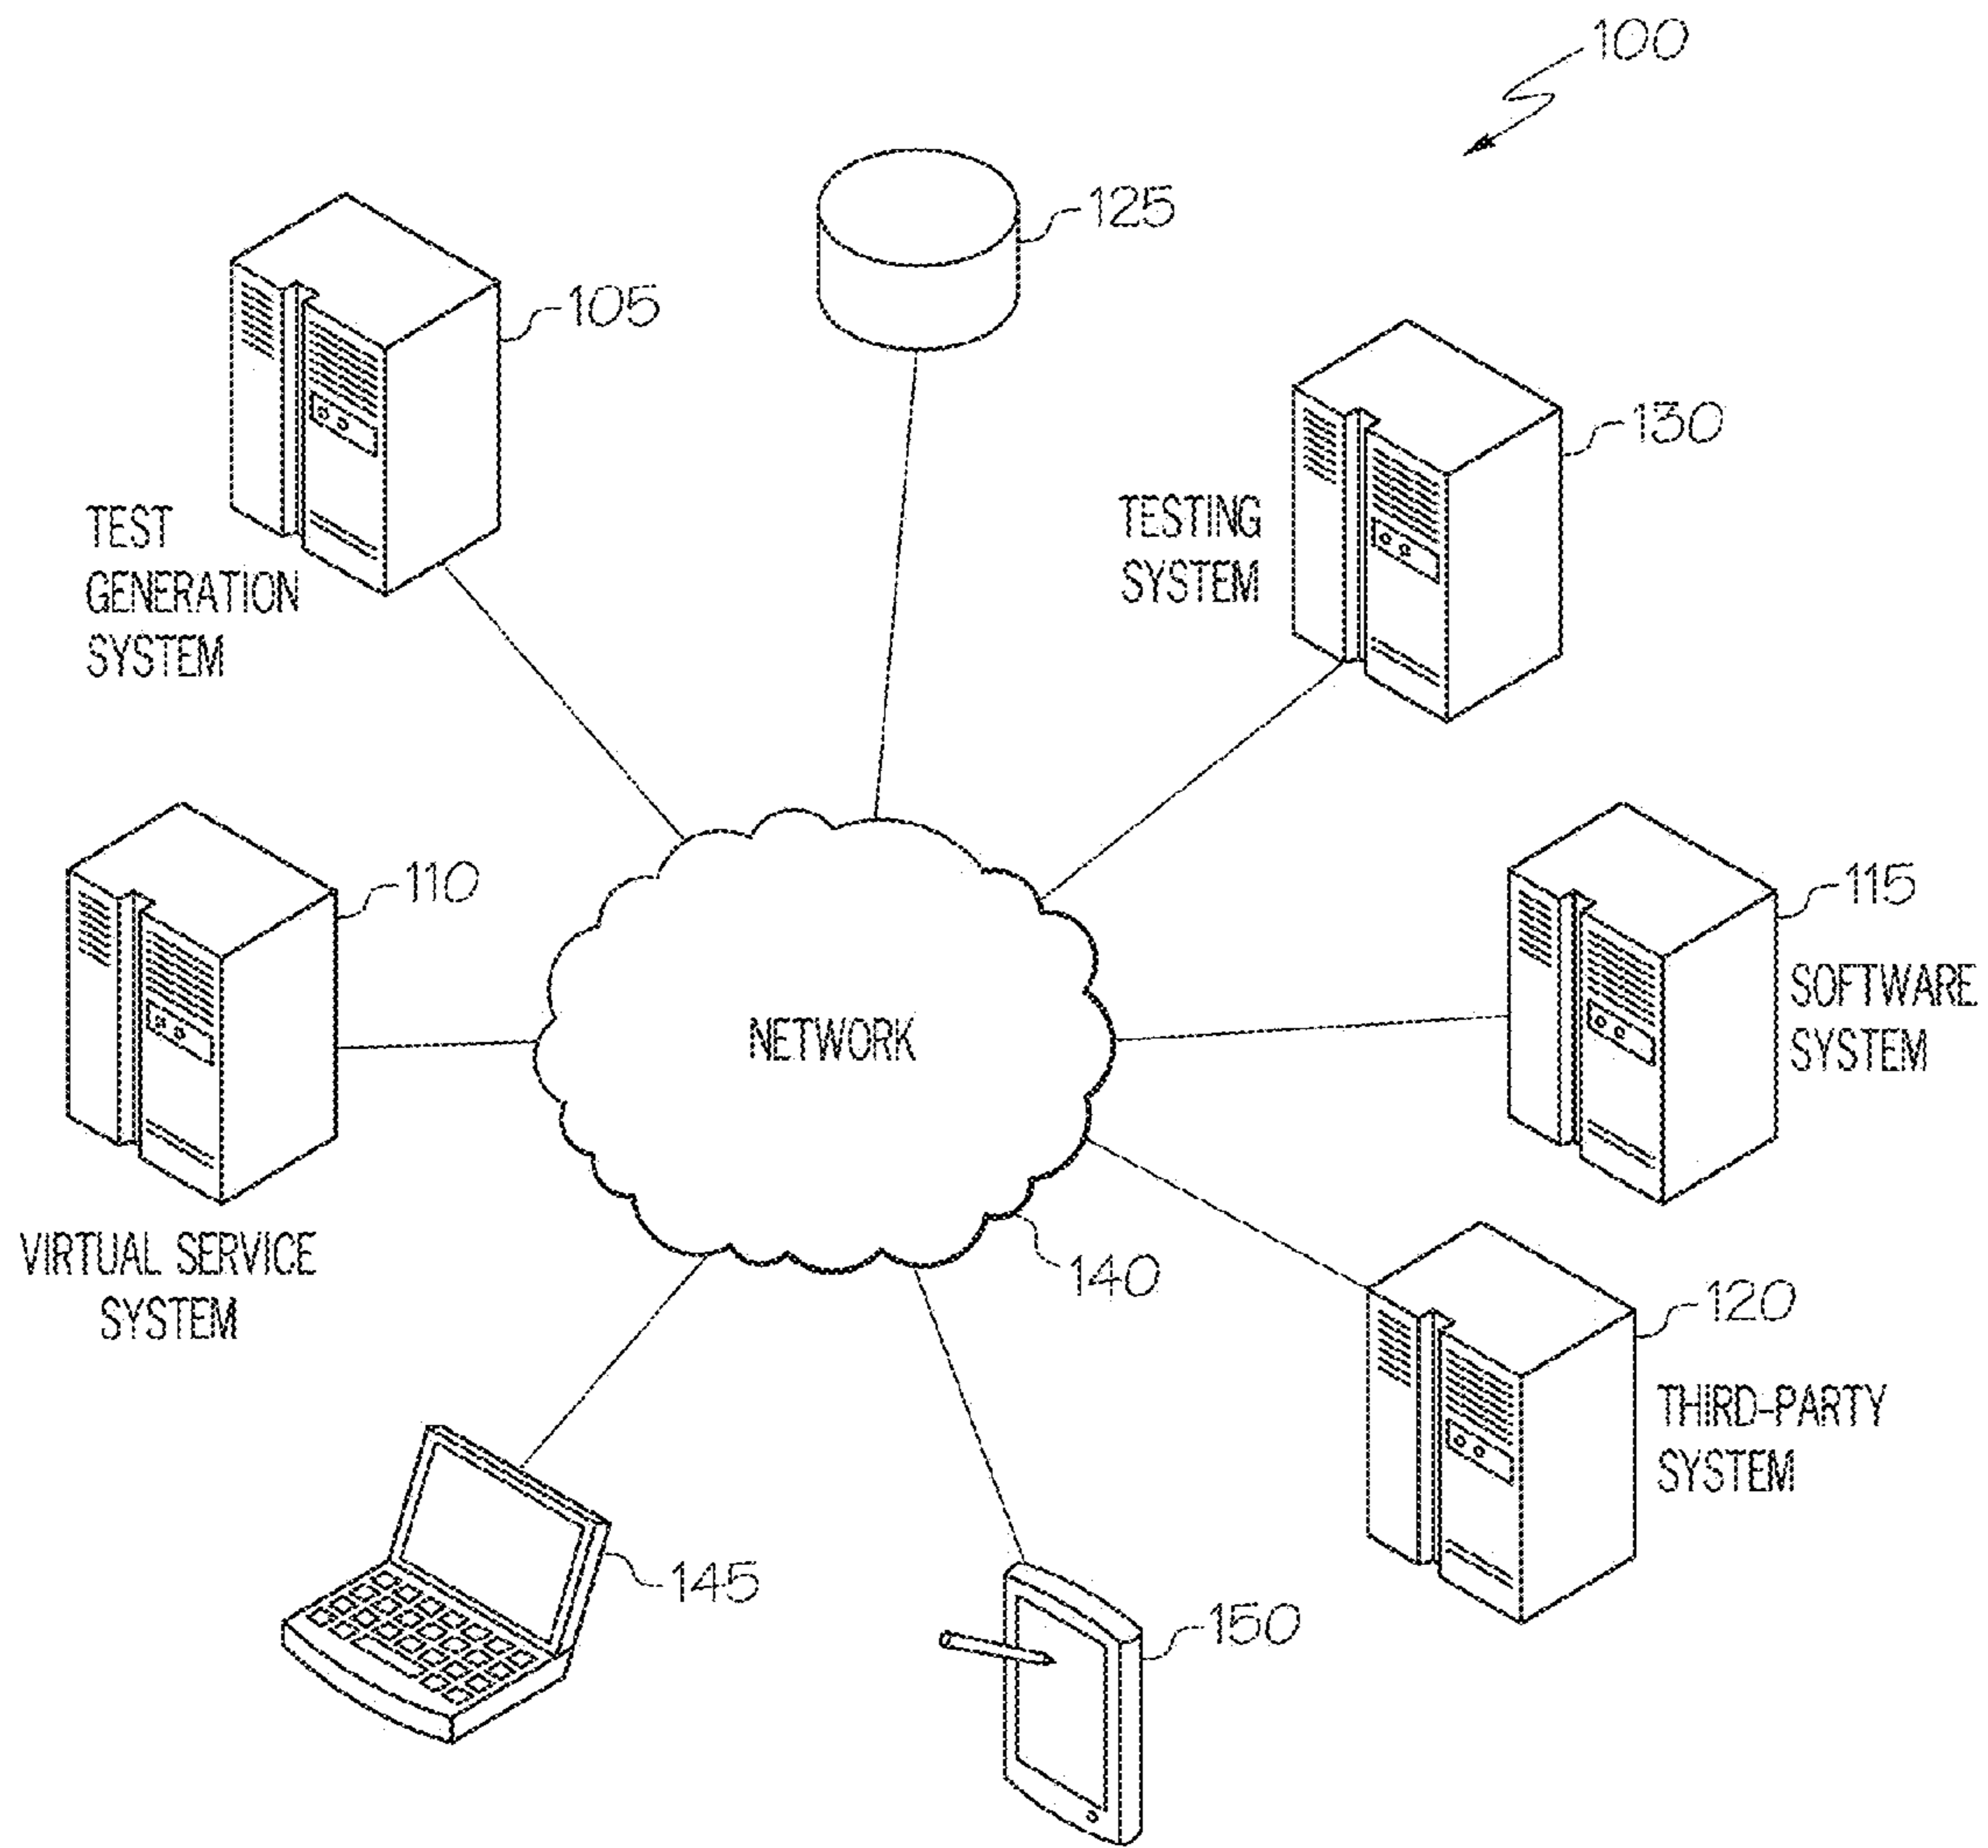 100
125
105
130
TEST
GENERATION
SYSTEM
TESTING
SYSTEM
110
115
SOFTWARE
SYSTEM
NETWORK
VIRTUAL SERVICE
SYSTEM
140
120
THIRD-PARTY
SYSTEM
145
150